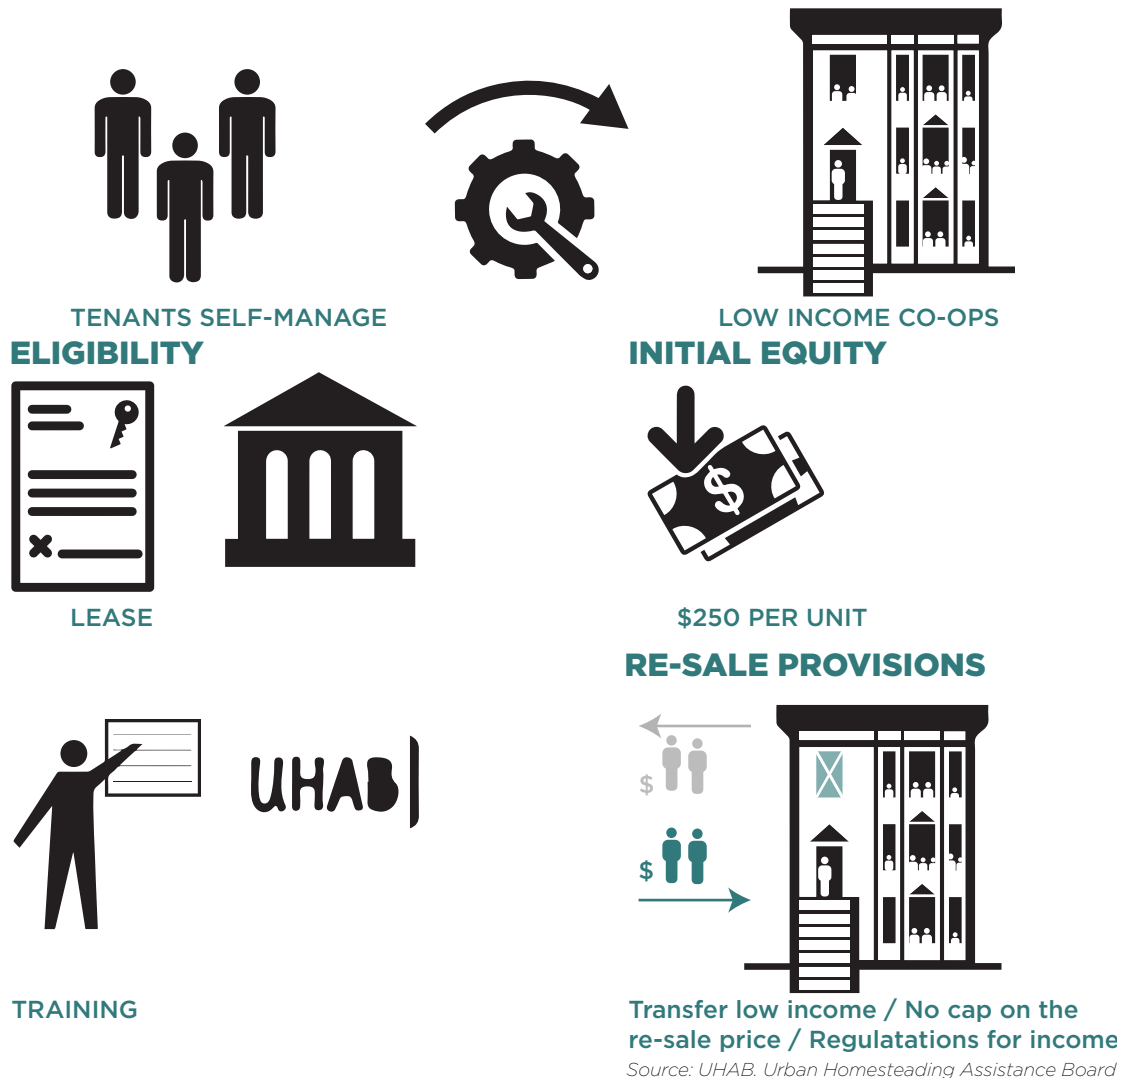 TENANTS SELF-MANAGE
LOW INCOME CO-OPS
ELIGIBILITY
INITIAL EQUITY
$
LEASE
$250 PER UNIT
RE-SALE PROVISIONS
$
UHAB
$
TRAINING
Transfer low income / No cap on the
re-sale price / Regulatations for income
Source: UHAB. Urban Homesteading Assistance Board